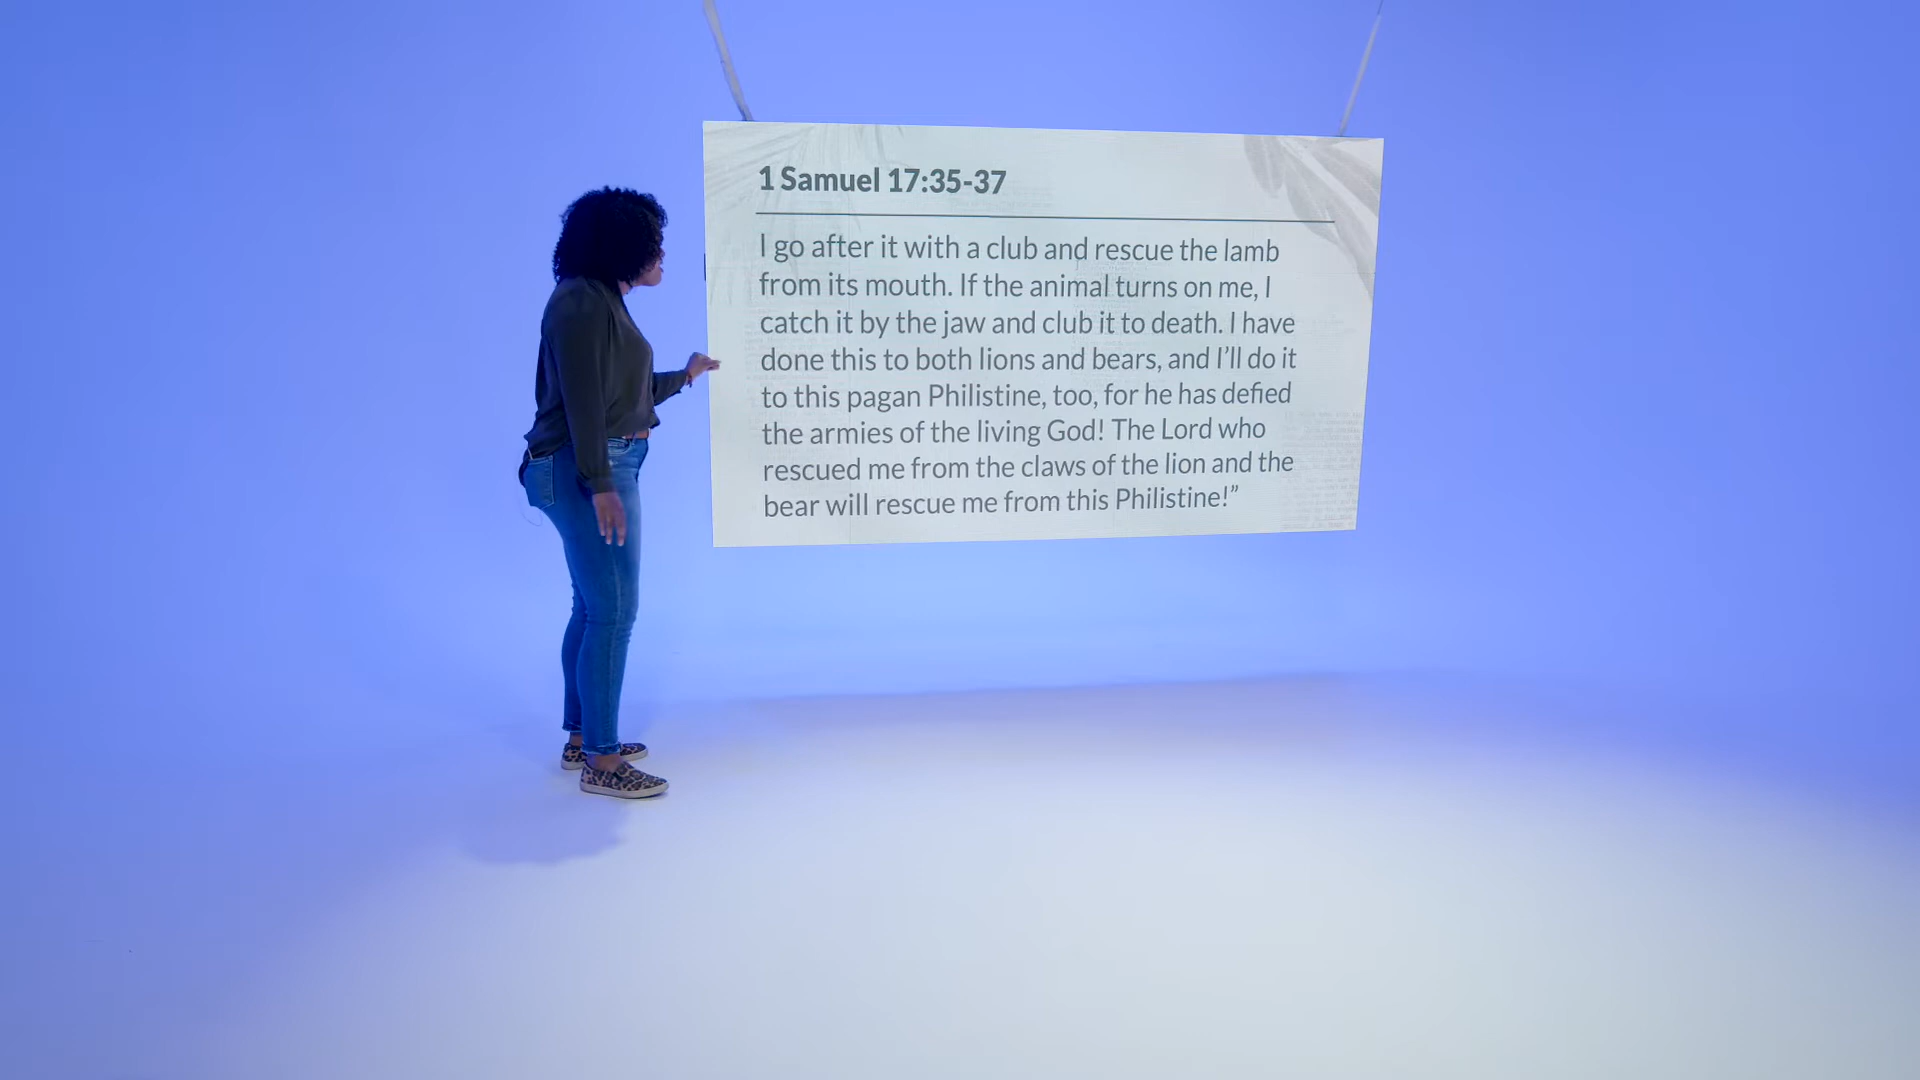 1 Samuel 17:35-37
I go after it with a club and rescue the lamb
from its mouth. If the animal turns on me, I
catch it by the jaw and club it to death. I have
done this to both lions and bears, and I’ll do it
to this pagan Philistine, too, for he has defied
the armies of the living God! The Lord who
rescued me from the claws of the lion and the
bear will rescue me from this Philistine!”